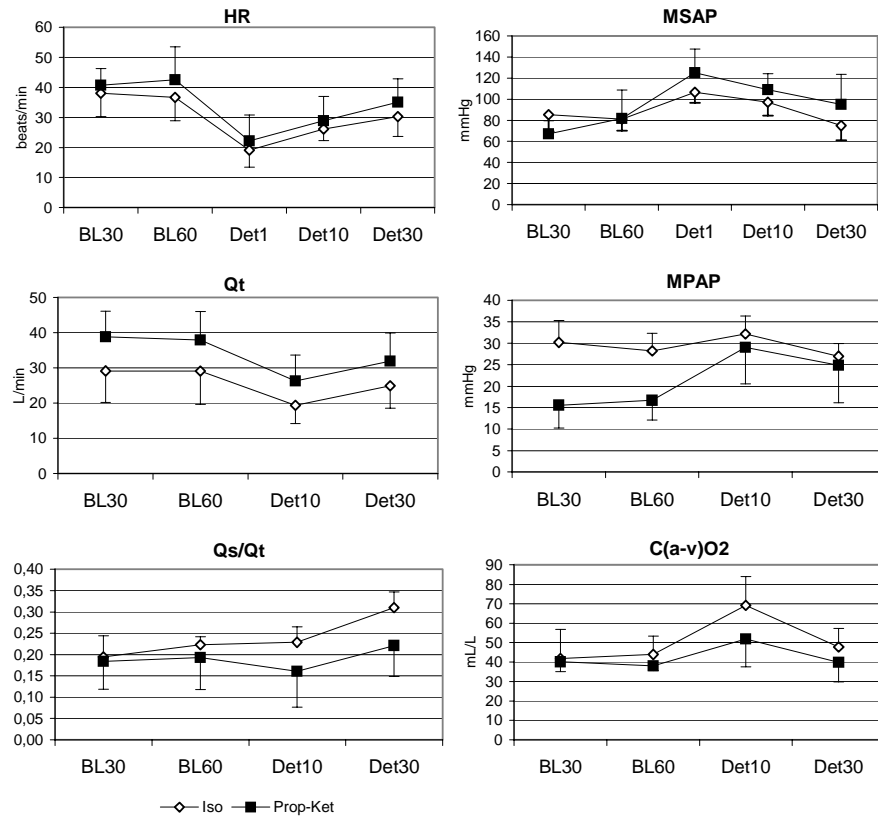 HR
beats/min
60
50
40
30
20
10
0
BL30 BL60 Det1 Det10 Det30
MSAP
mmHg
160
140
120
100
80
60
40
20
0
BL30 BL60 Det1 Det10 Det30
Qt
L/min
50
40
30
20
10
0
BL30 BL60 Det10 Det30
MPAP
mmHg
40
35
30
25
20
15
10
5
0
BL30 BL60 Det10 Det30
Qs/Qt
0,40
0,35
0,30
0,25
0,20
0,15
0,10
0,05
0,00
BL30 BL60 Det10 Det30
C(a-v)O2
mL/L
90
80
70
60
50
40
30
20
10
0
BL30 BL60 Det10 Det30
Iso Prop-Ket